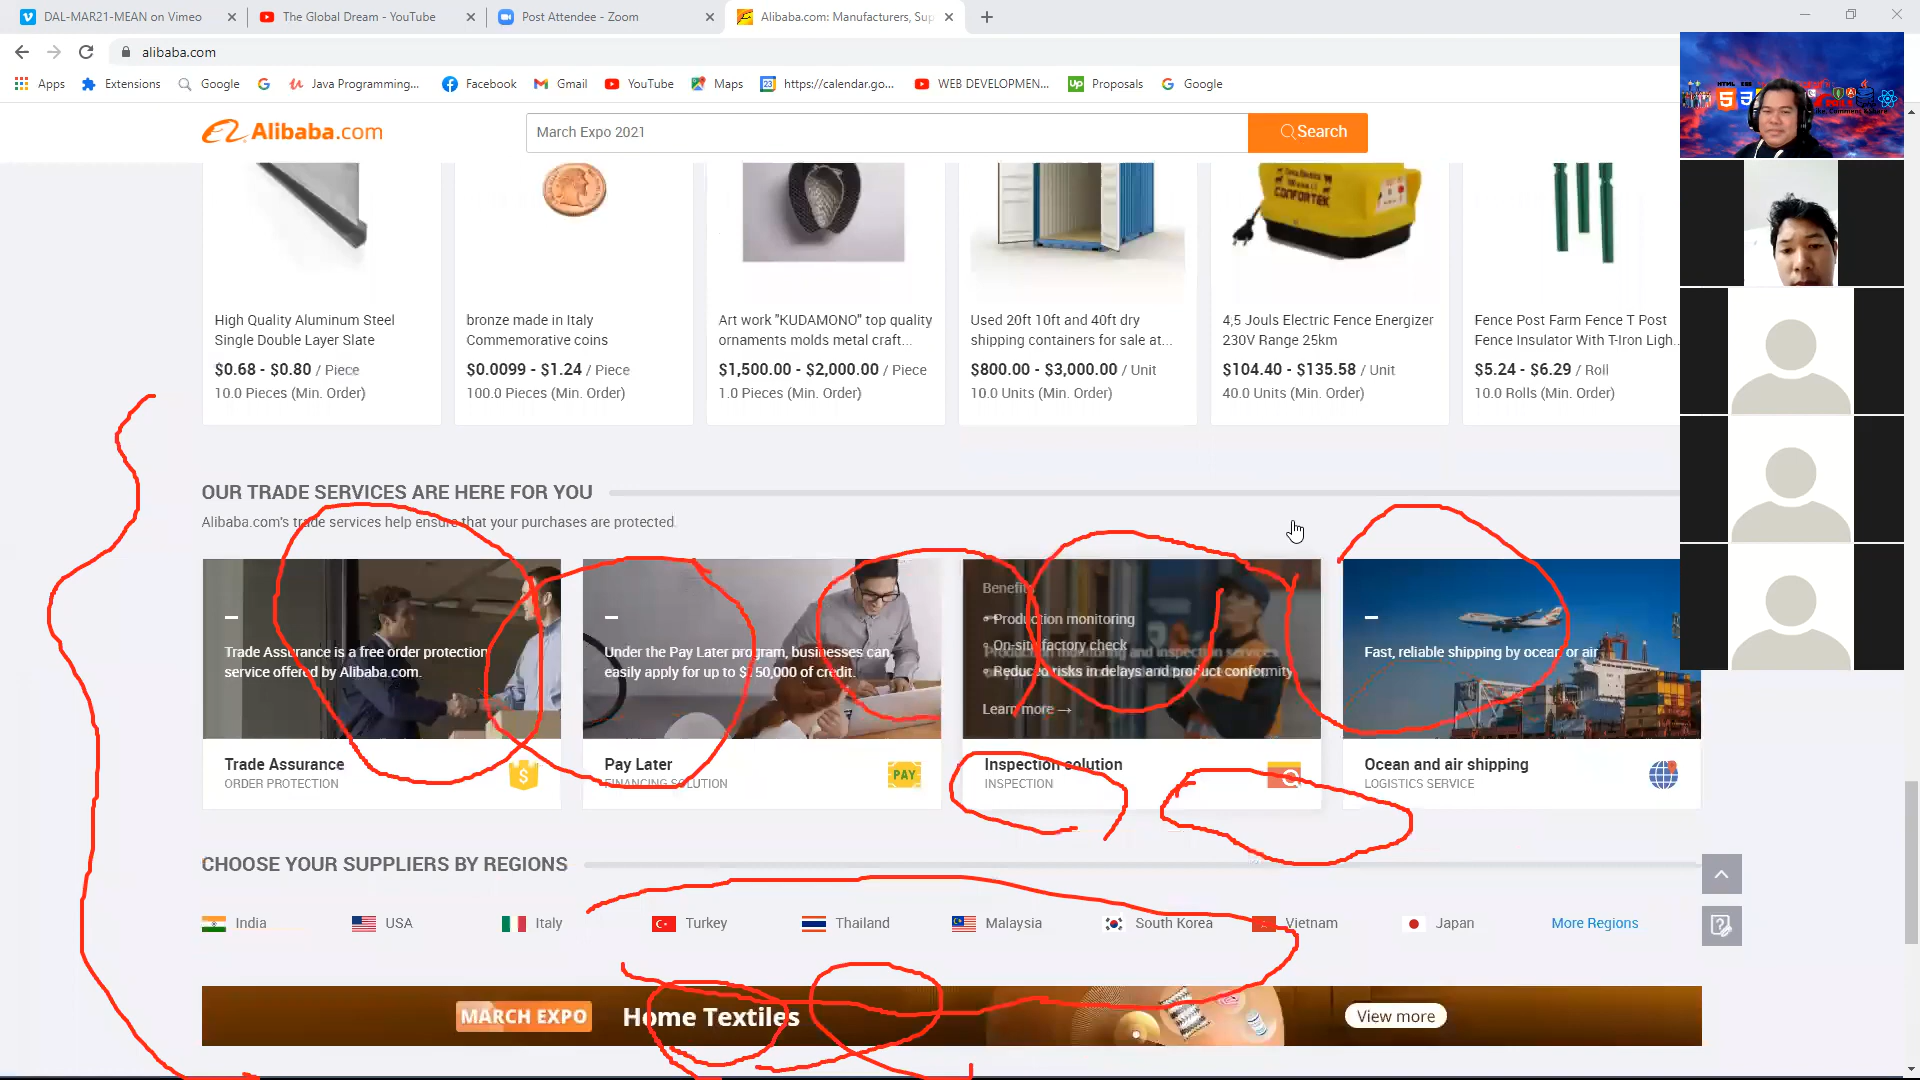 DAL-MAR21-MEAN on Vimeo
The Global Dream - YouTube
Post Attendee - Zoom
Alibaba.com: Manufacturers, Sup
alibaba.com
Apps
Extensions
Google
Java Programming...
Facebook
Gmail
YouTube
Maps
https://calendar.go...
WEB DEVELOPMEN...
Up
Proposals
Google
Alibaba.com
March Expo 2021
Search
CONFORTEK
High Quality Aluminum Steel
Single Double Layer Slate
$0.68 - $0.80 / Piece
10.0 Pieces (Min. Order)
bronze made in Italy
Commemorative coins
$0.0099 - $1.24 / Piece
100.0 Pieces (Min. Order)
Art work "KUDAMONO" top quality
ornaments molds metal craft...
$1,500.00 - $2,000.00 / Piece
1.0 Pieces (Min. Order)
Used 20ft 10ft and 40ft dry
shipping containers for sale at...
$800.00 - $3,000.00 / Unit
10.0 Units (Min. Order)
4,5 Jouls Electric Fence Energizer
230V Range 25km
$104.40 - $135.58 / Unit
40.0 Units (Min. Order)
Fence Post Farm Fence T Post
Fence Insulator With T-Iron Ligh..
$5.24 - $6.29 / Roll
10.0 Rolls (Min. Order)
OUR TRADE SERVICES ARE HERE FOR YOU
Alibaba.com's trade services help ensure that your purchases are protected.
Trade Assurance is a free order protection
service offered by Alibaba.com.
Trade Assurance
ORDER PROTECTION
Under the Pay Later program, businesses can
easily apply for up to $150,000 of credit.
Pay Later
FINANCING SOLUTION
PAY
Benefits
Production monitoring
On-site factory check
Production monitoring and inspection services
Reduced risks in delays and product conformity
Learn more →
Inspection solution
INSPECTION
Fast, reliable shipping by ocean or air
Ocean and air shipping
LOGISTICS SERVICE
CHOOSE YOUR SUPPLIERS BY REGIONS
India
USA
Italy
Turkey
Thailand
Malaysia
South Korea
Vietnam
Japan
More Regions
MARCH EXPO
Home Textiles
View more